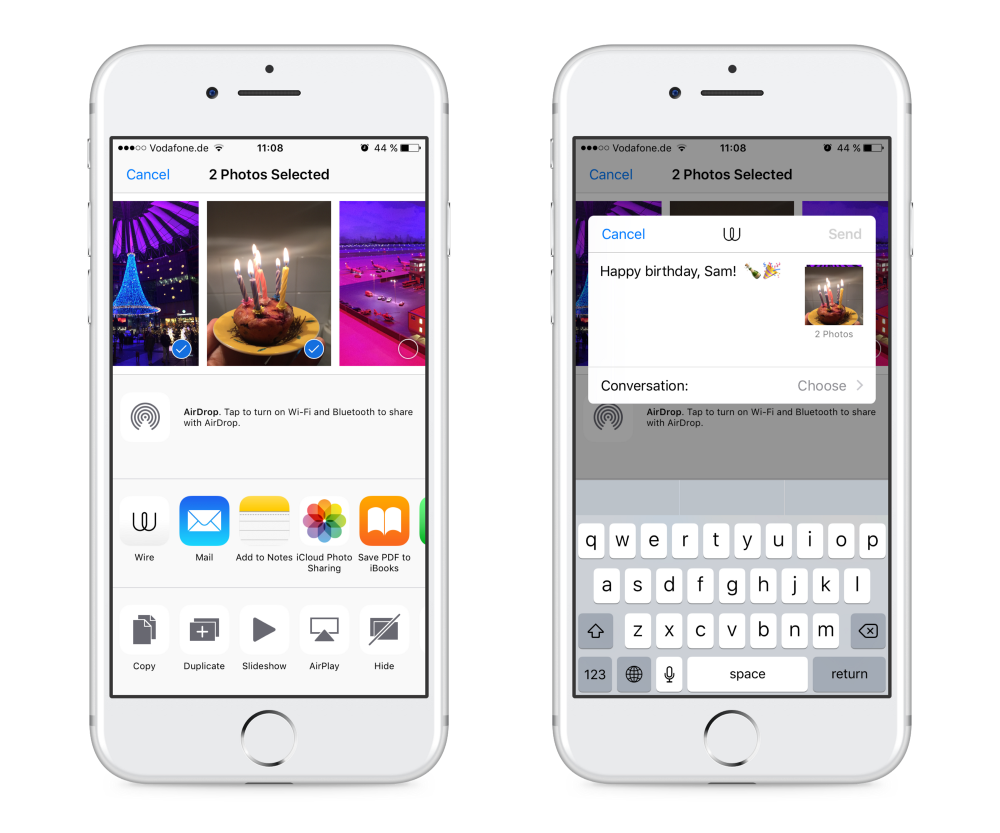 Vodafone.de 11:08 44 %
Cancel 2 Photos Selected
AirDrop. Tap to turn on Wi-Fi and Bluetooth to share
with AirDrop.
Wire Mail Add to Notes iCloud Photo Sharing Save PDF to iBooks
Copy Duplicate Slideshow AirPlay Hide
Vodafone.de 11:08 44 %
Cancel 2 Photos Selected
Cancel Send
Happy birthday, Sam! 🍾🎉
2 Photos
Conversation: Choose
AirDrop. Tap to turn on Wi-Fi and Bluetooth to share
with AirDrop.
q w e r t y u i o p
a s d f g h j k l
z x c v b n m
123 space return